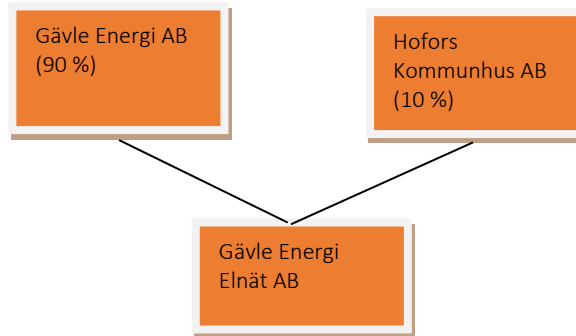 Gävle Energi AB
(90 %)
Hofors
Kommunhus AB
(10 %)
Gävle Energi
Elnät AB